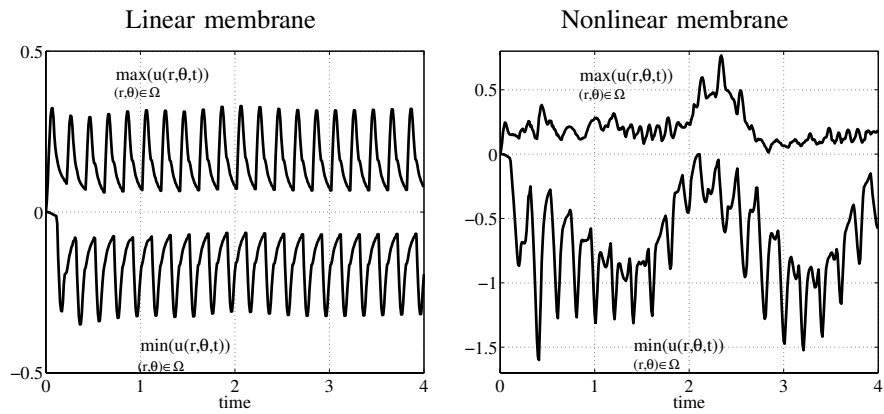 Linear membrane
0.5
max(u(r,θ,t))
(r,θ)∈Ω
0
min(u(r,θ,t))
(r,θ)∈Ω
−0.5
0 1 2 3 4
time
Nonlinear membrane
0.5
max(u(r,θ,t))
(r,θ)∈Ω
0
−0.5
−1
−1.5
min(u(r,θ,t))
(r,θ)∈Ω
0 1 2 3 4
time